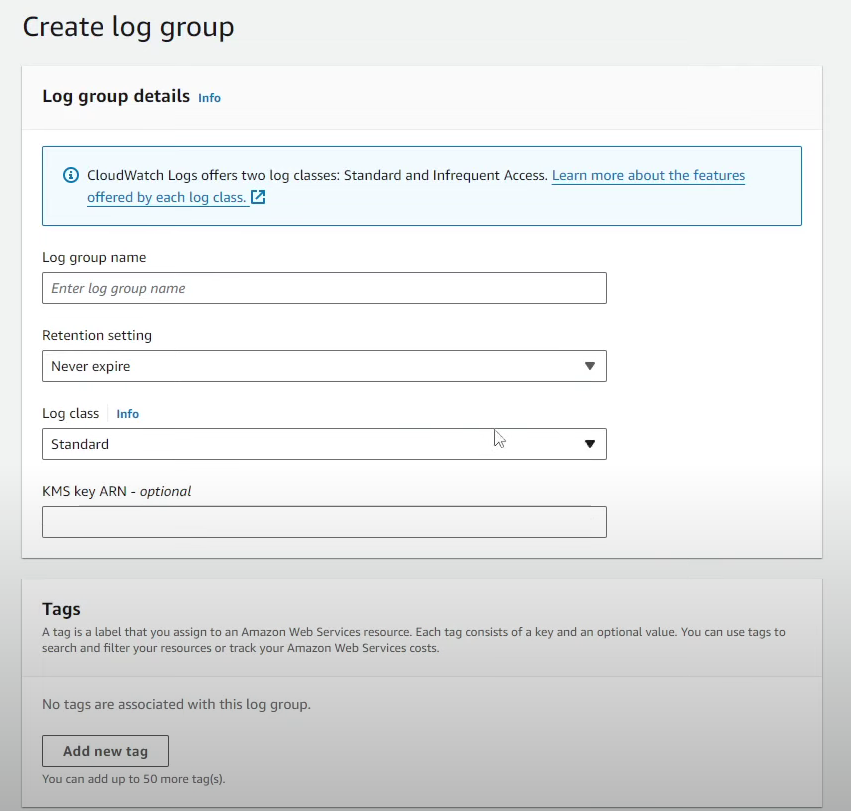 Create log group
Log group details Info
CloudWatch Logs offers two log classes: Standard and Infrequent Access. Learn more about the features
offered by each log class.
Log group name
Enter log group name
Retention setting
Never expire
Log class Info
Standard
KMS key ARN - optional
Tags
A tag is a label that you assign to an Amazon Web Services resource. Each tag consists of a key and an optional value. You can use tags to
search and filter your resources or track your Amazon Web Services costs.
No tags are associated with this log group.
Add new tag
You can add up to 50 more tag(s).